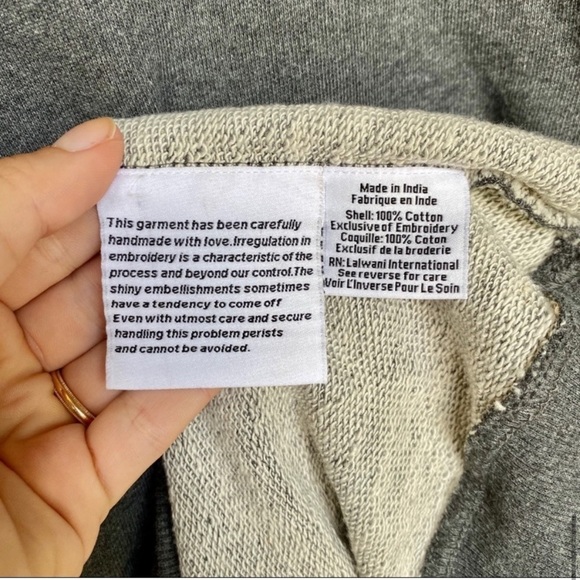 This garment has been carefully
handmade with love.Irregulation in
embroidery is a characteristic of the
process and beyond our control.The
shiny embellishments sometimes
have a tendency to come off
Even with utmost care and secure
handling this problem perists
and cannot be avoided.
Made in India
Fabrique en Inde
Shell: 100% Cotton
Exclusive of Embroidery
Coquille: 100% Coton
Exclusif de la broderie
RN: Lalwani International
See reverse for care
Voir L'Inverse Pour Le Soin